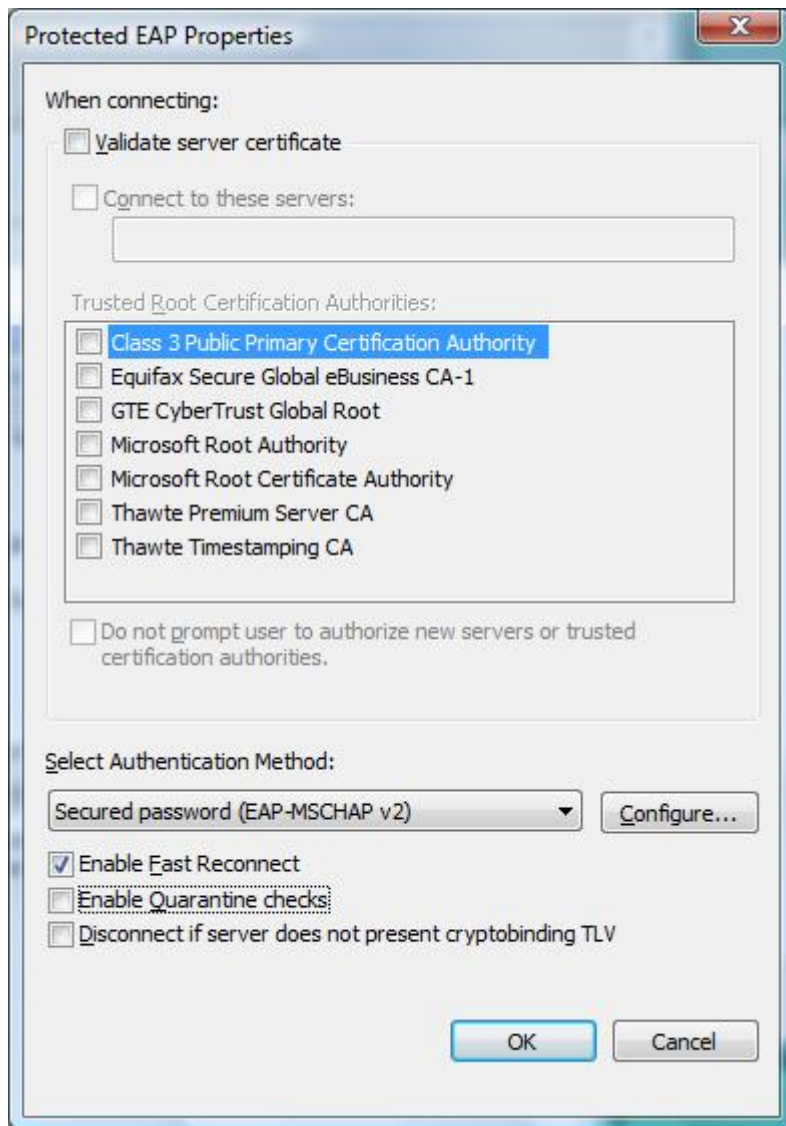 Protected EAP Properties
When connecting:
Validate server certificate
Connect to these servers:
Trusted Root Certification Authorities:
Class 3 Public Primary Certification Authority
Equifax Secure Global eBusiness CA-1
GTE CyberTrust Global Root
Microsoft Root Authority
Microsoft Root Certificate Authority
Thawte Premium Server CA
Thawte Timestamping CA
Do not prompt user to authorize new servers or trusted
certification authorities.
Select Authentication Method:
Secured password (EAP-MSCHAP v2) Configure...
Enable Fast Reconnect
Enable Quarantine checks
Disconnect if server does not present cryptobinding TLV
OK Cancel